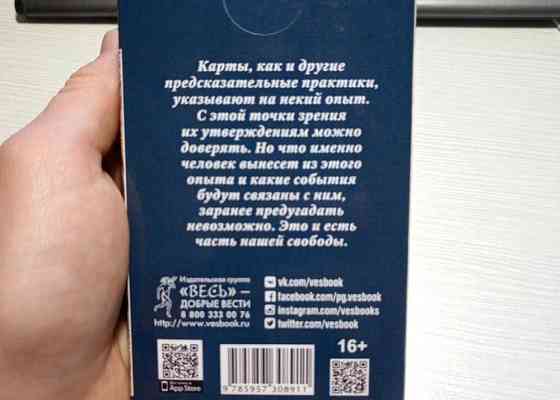 Карты, как и другие
предсказательные практики,
указывают на некий опыт.
С этой точки зрения
их утверждениям можно
доверять. Но что именно
человек вынесет из этого
опыта и какие события
будут связаны с ним,
заранее предугадать
невозможно. Это и есть
часть нашей свободы.
Издательская группа
«ВЕСЬ» —
ДОБРЫЕ ВЕСТИ
8 800 333 00 76
http://www.vesbook.ru
vk.com/vesbook
facebook.com/pg.vesbook
instagram.com/vesbooks
twitter.com/vesbook
16+
App Store
9 785957 308911